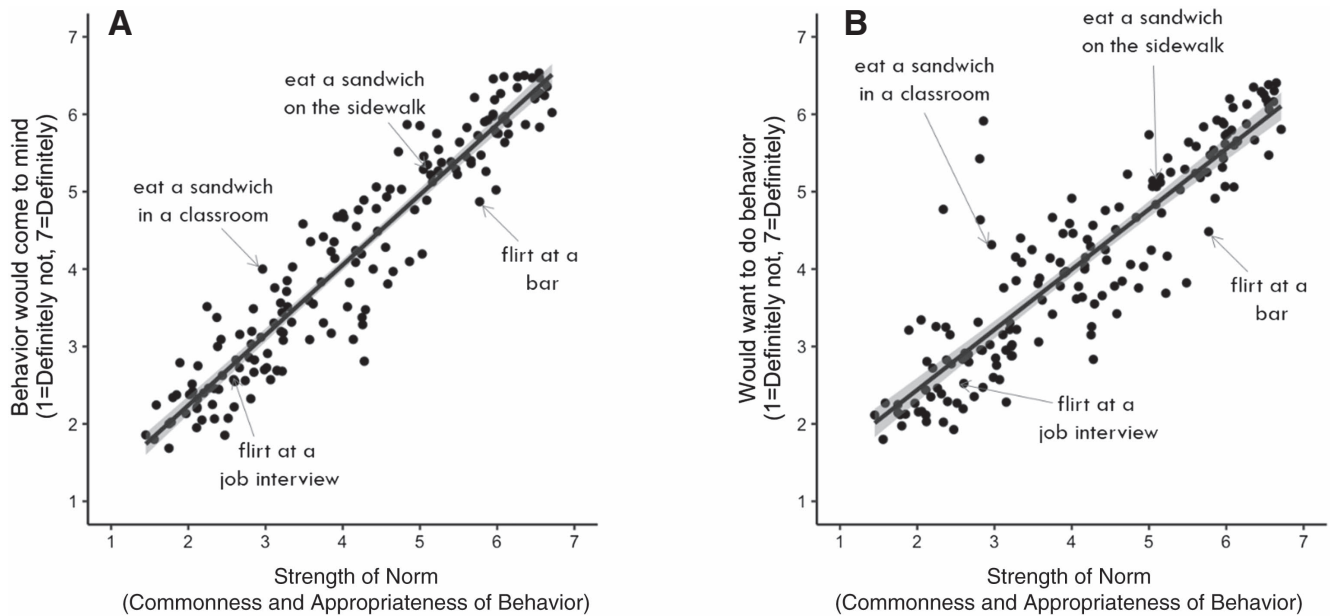 A
Behavior would come to mind
(1=Definitely not, 7=Definitely)
7
6
5
4
3
2
1
eat a sandwich
on the sidewalk
eat a sandwich
in a classroom
flirt at a
bar
flirt at a
job interview
1 2 3 4 5 6 7
Strength of Norm
(Commonness and Appropriateness of Behavior)
B
Would want to do behavior
(1=Definitely not, 7=Definitely)
7
6
5
4
3
2
1
eat a sandwich
on the sidewalk
eat a sandwich
in a classroom
flirt at a
bar
flirt at a
job interview
1 2 3 4 5 6 7
Strength of Norm
(Commonness and Appropriateness of Behavior)